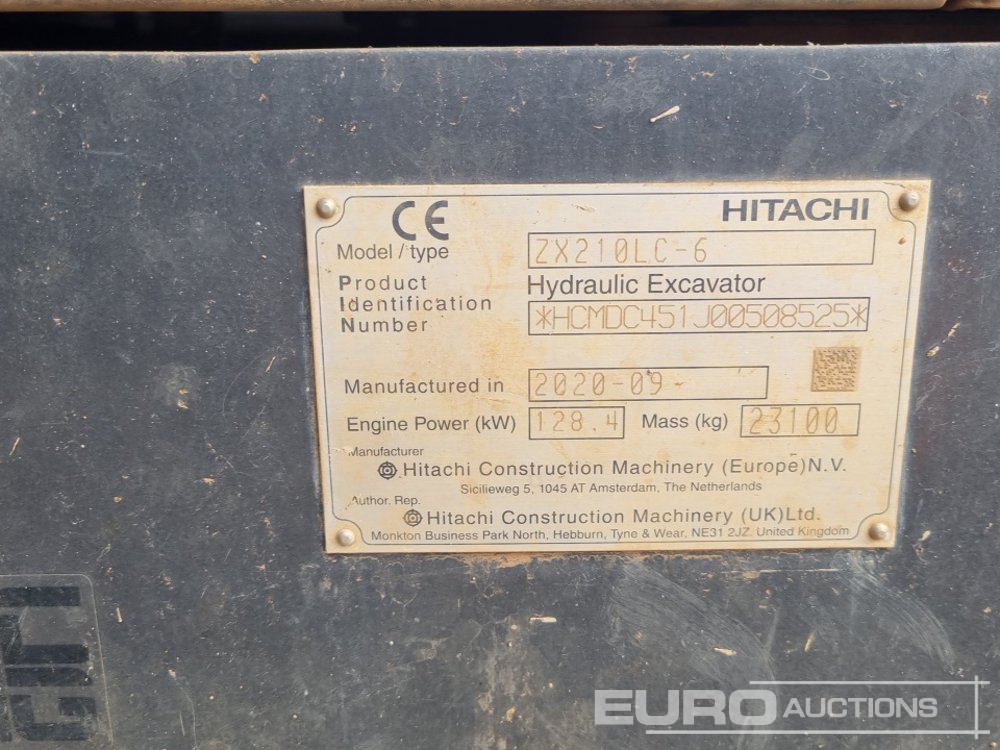 CE HITACHI
Model / type ZX210LC-6
Product Hydraulic Excavator
Identification *HCMDC451J00508525*
Number
Manufactured in 2020-09
Engine Power (kW) 128.4 Mass (kg) 23100
Manufacturer
Hitachi Construction Machinery (Europe)N.V.
Sicilieweg 5, 1045 AT Amsterdam, The Netherlands
Author. Rep.
Hitachi Construction Machinery (UK)Ltd.
Monkton Business Park North, Hebburn, Tyne & Wear, NE31 2JZ. United Kingdom
EURO AUCTIONS